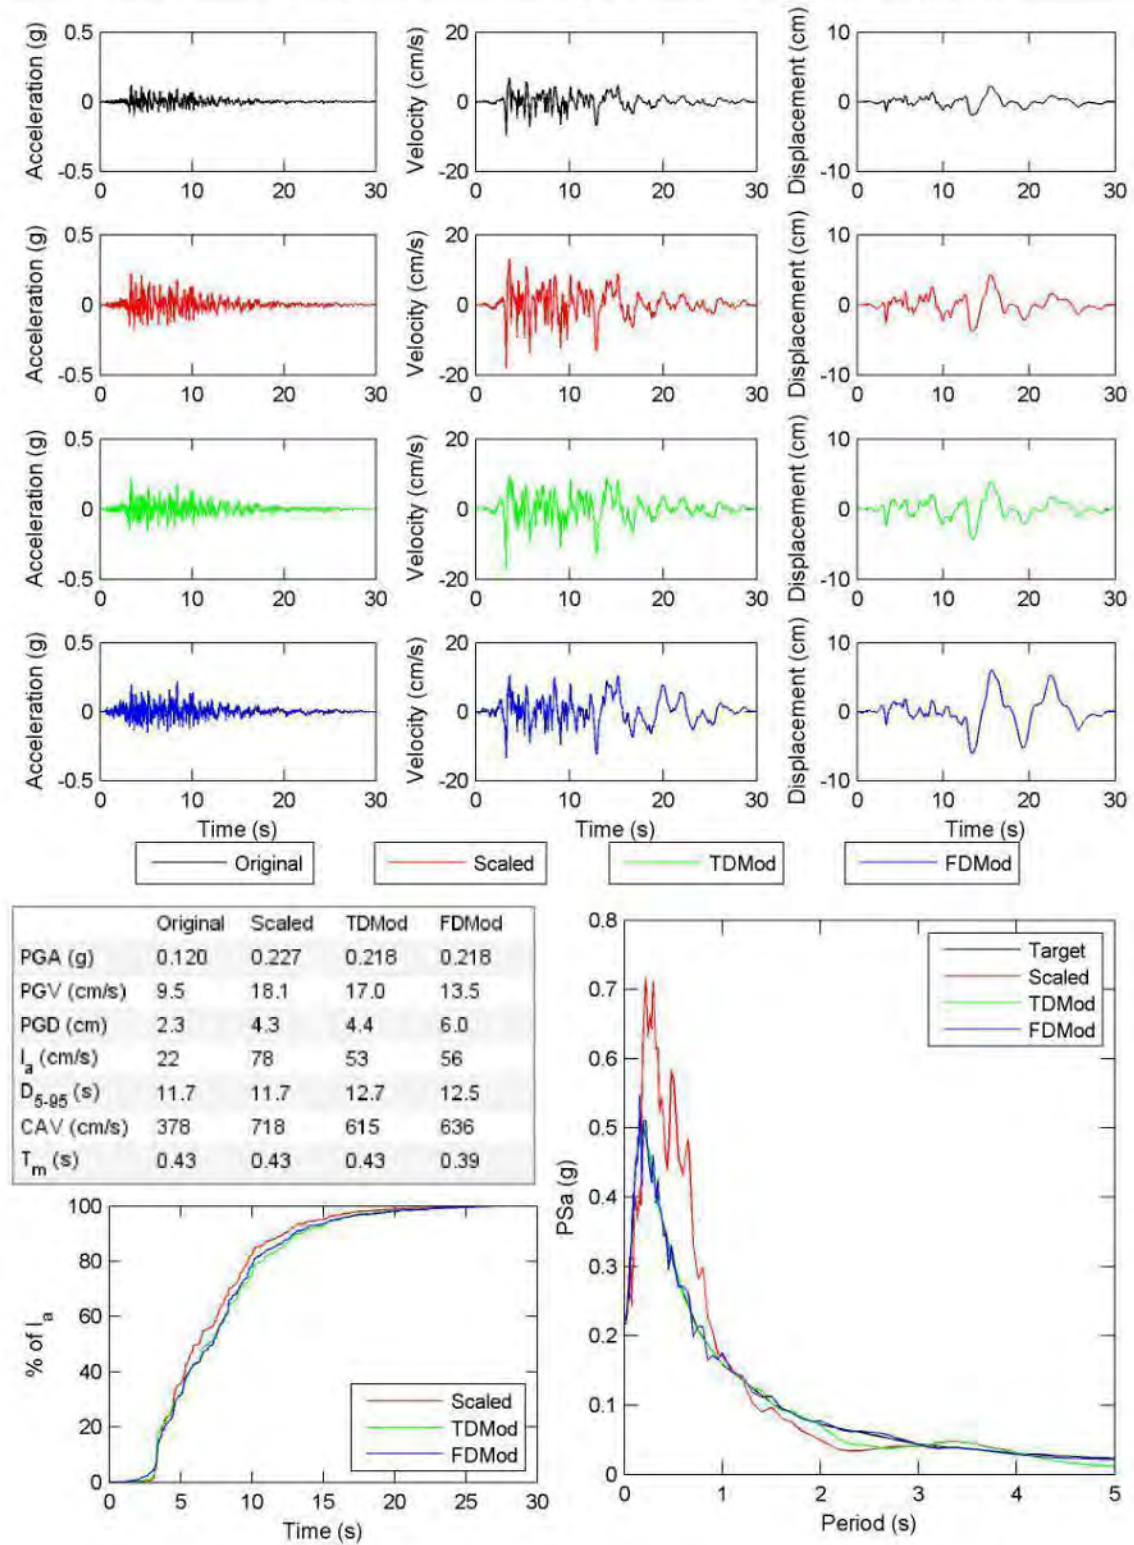 Acceleration (g)
0.5
0
-0.5
0 10 20 30
Velocity (cm/s)
20
0
-20
0 10 20 30
Displacement (cm)
10
0
-10
0 10 20 30
Acceleration (g)
0.5
0
-0.5
0 10 20 30
Velocity (cm/s)
20
0
-20
0 10 20 30
Displacement (cm)
10
0
-10
0 10 20 30
Acceleration (g)
0.5
0
-0.5
0 10 20 30
Velocity (cm/s)
20
0
-20
0 10 20 30
Displacement (cm)
10
0
-10
0 10 20 30
Acceleration (g)
0.5
0
-0.5
0 10 20 30
Time (s)
Velocity (cm/s)
20
0
-20
0 10 20 30
Time (s)
Displacement (cm)
10
0
-10
0 10 20 30
Time (s)
Original Scaled TDMod FDMod
Original Scaled TDMod FDMod
PGA (g) 0.120 0.227 0.218 0.218
PGV (cm/s) 9.5 18.1 17.0 13.5
PGD (cm) 2.3 4.3 4.4 6.0
Ia (cm/s) 22 78 53 56
D5-95 (s) 11.7 11.7 12.7 12.5
CAV (cm/s) 378 718 615 636
Tm (s) 0.43 0.43 0.43 0.39
% of Ia
100
80
60
40
20
0
0 5 10 15 20 25 30
Time (s)
Scaled
TDMod
FDMod
PSa (g)
0.8
0.7
0.6
0.5
0.4
0.3
0.2
0.1
0
0 1 2 3 4 5
Period (s)
Target
Scaled
TDMod
FDMod